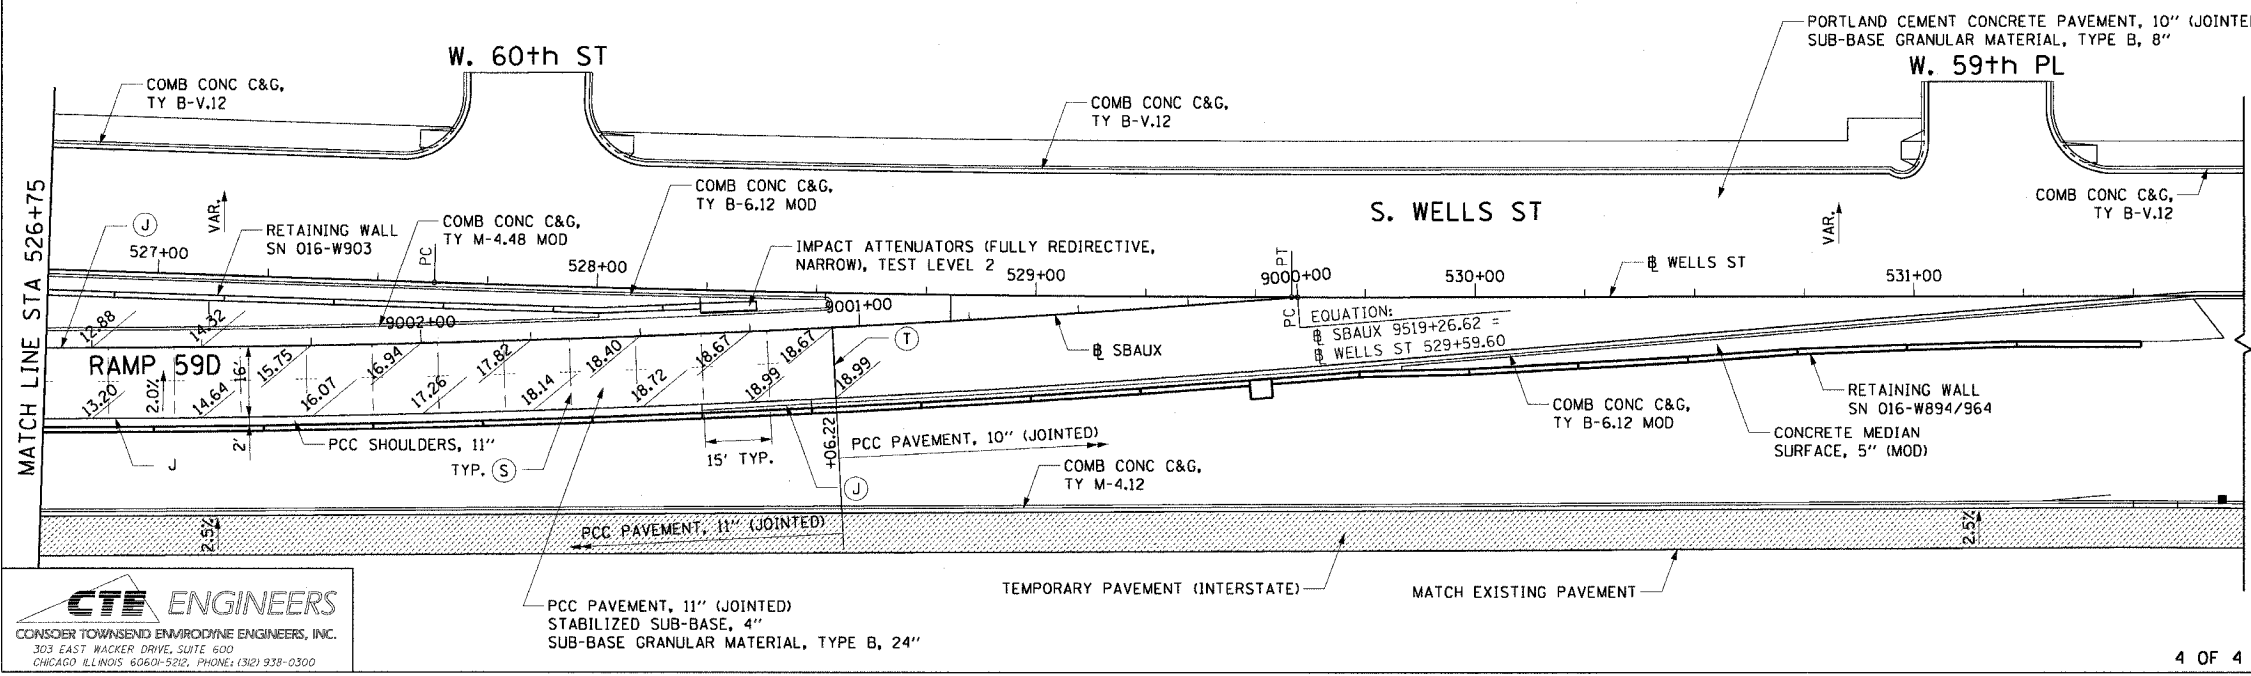 PORTLAND CEMENT CONCRETE PAVEMENT, 10" (JOINTE
SUB-BASE GRANULAR MATERIAL, TYPE B, 8"
W. 60th ST
W. 59th PL
COMB CONC C&G,
TY B-V.12
COMB CONC C&G,
TY B-V.12
COMB CONC C&G,
TY B-6.12 MOD
S. WELLS ST
COMB CONC C&G,
TY B-V.12
MATCH LINE STA 526+75
J
VAR.
RETAINING WALL
SN 016-W903
COMB CONC C&G,
TY M-4.48 MOD
IMPACT ATTENUATORS (FULLY REDIRECTIVE,
NARROW), TEST LEVEL 2
VAR.
527+00
PC
528+00
529+00
PT
9000+00
530+00
WELLS ST
531+00
9001+00
9002+00
PC
EQUATION:
SBAUX 9519+26.62 =
WELLS ST 529+59.60
12.88
14.32
15.75
16.94
17.82
18.40
18.67
18.67
T
SBAUX
RAMP 59D
2.0%
16'
13.20
14.64
16.07
17.26
18.14
18.72
18.99
18.99
RETAINING WALL
SN 016-W894/964
COMB CONC C&G,
TY B-6.12 MOD
CONCRETE MEDIAN
SURFACE, 5" (MOD)
2'
PCC SHOULDERS, 11"
J
TYP. S
15' TYP.
+06.22
PCC PAVEMENT, 10" (JOINTED)
J
COMB CONC C&G,
TY M-4.12
2.5%
PCC PAVEMENT, 11" (JOINTED)
2.5%
TEMPORARY PAVEMENT (INTERSTATE)
MATCH EXISTING PAVEMENT
PCC PAVEMENT, 11" (JOINTED)
STABILIZED SUB-BASE, 4"
SUB-BASE GRANULAR MATERIAL, TYPE B, 24"
CTE ENGINEERS
CONSOER TOWNSEND ENVIRODYNE ENGINEERS, INC.
303 EAST WACKER DRIVE, SUITE 600
CHICAGO ILLINOIS 60601-5212, PHONE: (312) 938-0300
4 OF 4